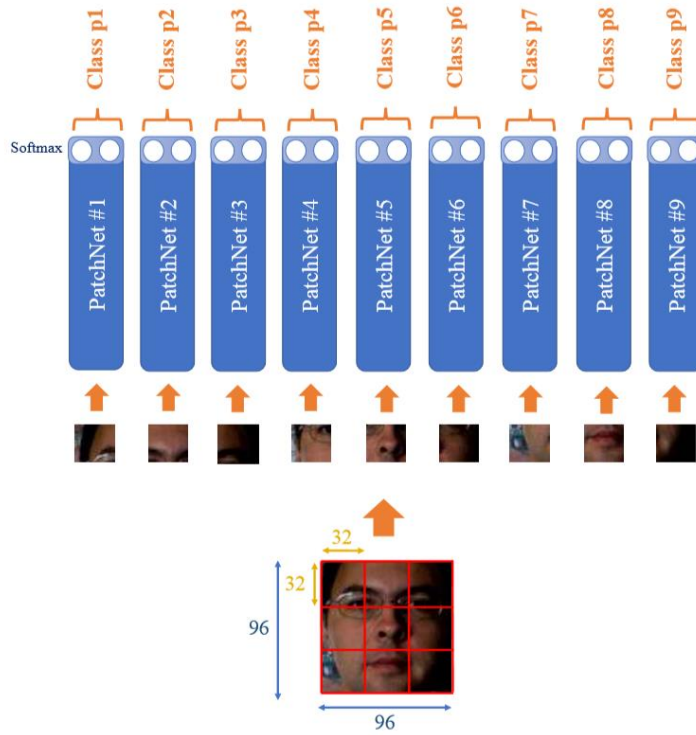 Class p1
Class p2
Class p3
Class p4
Class p5
Class p6
Class p7
Class p8
Class p9
Softmax
PatchNet #1
PatchNet #2
PatchNet #3
PatchNet #4
PatchNet #5
PatchNet #6
PatchNet #7
PatchNet #8
PatchNet #9
32
32
96
96